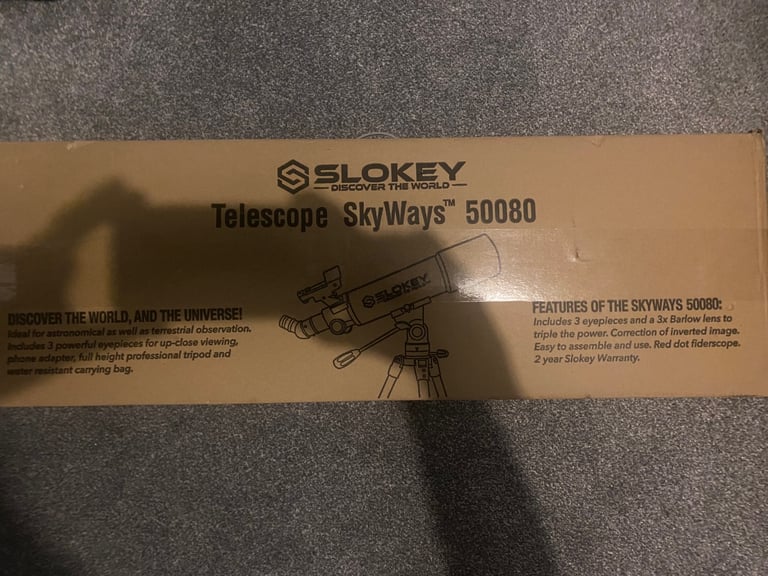 SLOKEY
DISCOVER THE WORLD
Telescope SkyWays™ 50080
SLOKEY
DISCOVER THE WORLD, AND THE UNIVERSE!
Ideal for astronomical as well as terrestrial observation.
Includes 3 powerful eyepieces for up-close viewing,
phone adapter, full height professional tripod and
water resistant carrying bag.
FEATURES OF THE SKYWAYS 50080:
Includes 3 eyepieces and a 3x Barlow lens to
triple the power. Correction of inverted image.
Easy to assemble and use. Red dot fiderscope.
2 year Slokey Warranty.